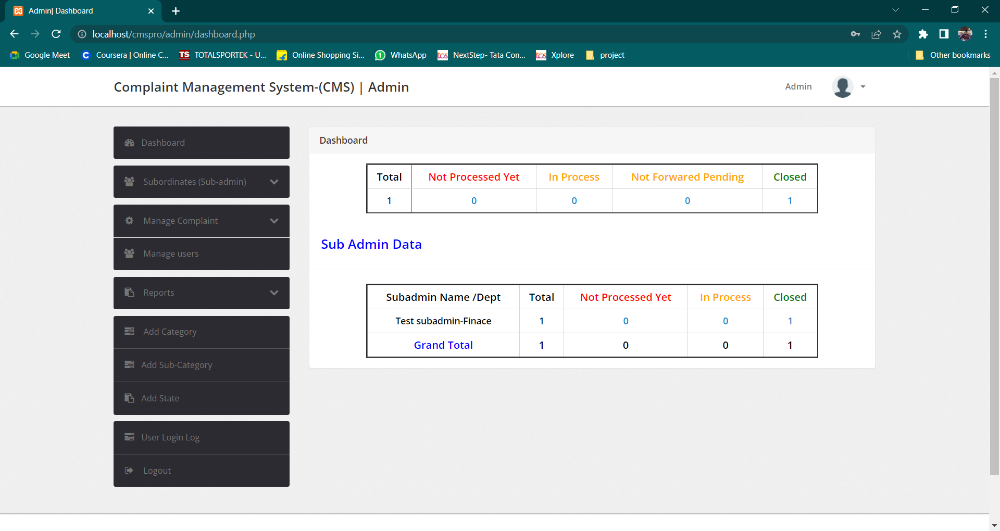 Admin| Dashboard
localhost/cmspro/admin/dashboard.php
Google Meet Coursera | Online C... TS TOTALSPORTEK - U... Online Shopping Si... 1 WhatsApp tcs NextStep- Tata Con... tcs Xplore project Other bookmarks
Complaint Management System-(CMS) | Admin
Admin
Dashboard
Subordinates (Sub-admin)
Manage Complaint
Manage users
Reports
Add Category
Add Sub-Category
Add State
User Login Log
Logout
Dashboard
Total Not Processed Yet In Process Not Forwared Pending Closed
1 0 0 0 1
Sub Admin Data
Subadmin Name /Dept Total Not Processed Yet In Process Closed
Test subadmin-Finace 1 0 0 1
Grand Total 1 0 0 1